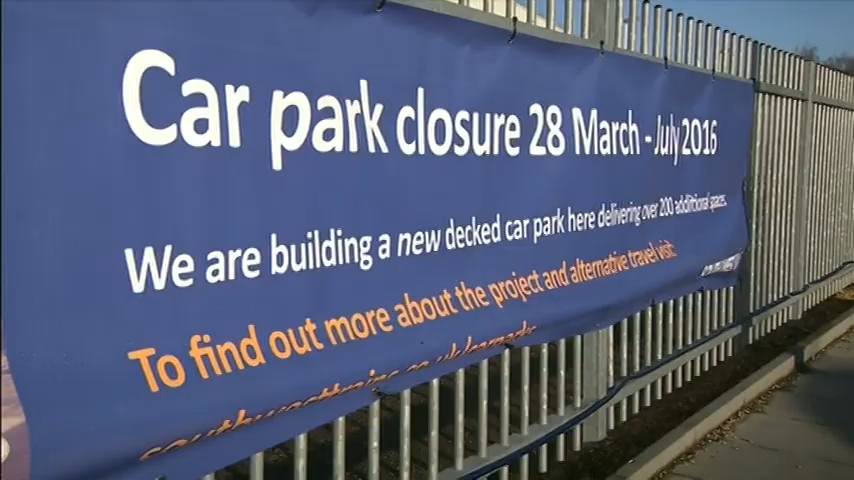 Car park closure 28 March - July 2016
We are building a new decked car park here delivering over 200 additional spaces.
To find out more about the project and alternative travel visit: